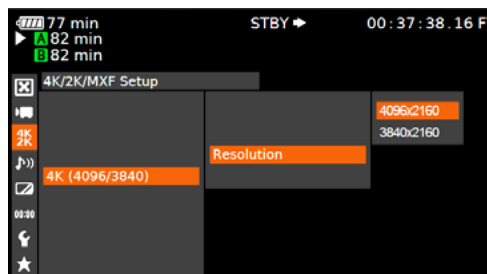 77 min STBY 00:37:38.16 F
A 82 min
B 82 min
4K/2K/MXF Setup
4096x2160
4K
2K
3840x2160
Resolution
4K (4096/3840)
00:00